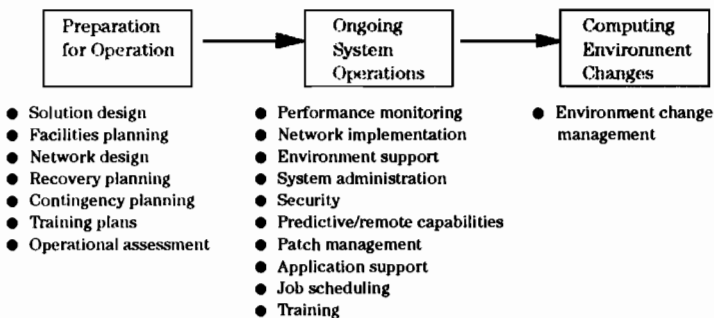 Preparation
for Operation
Ongoing
System
Operations
Computing
Environment
Changes
● Solution design
● Facilities planning
● Network design
● Recovery planning
● Contingency planning
● Training plans
● Operational assessment
● Performance monitoring
● Network implementation
● Environment support
● System administration
● Security
● Predictive/remote capabilities
● Patch management
● Application support
● Job scheduling
● Training
● Environment change
management